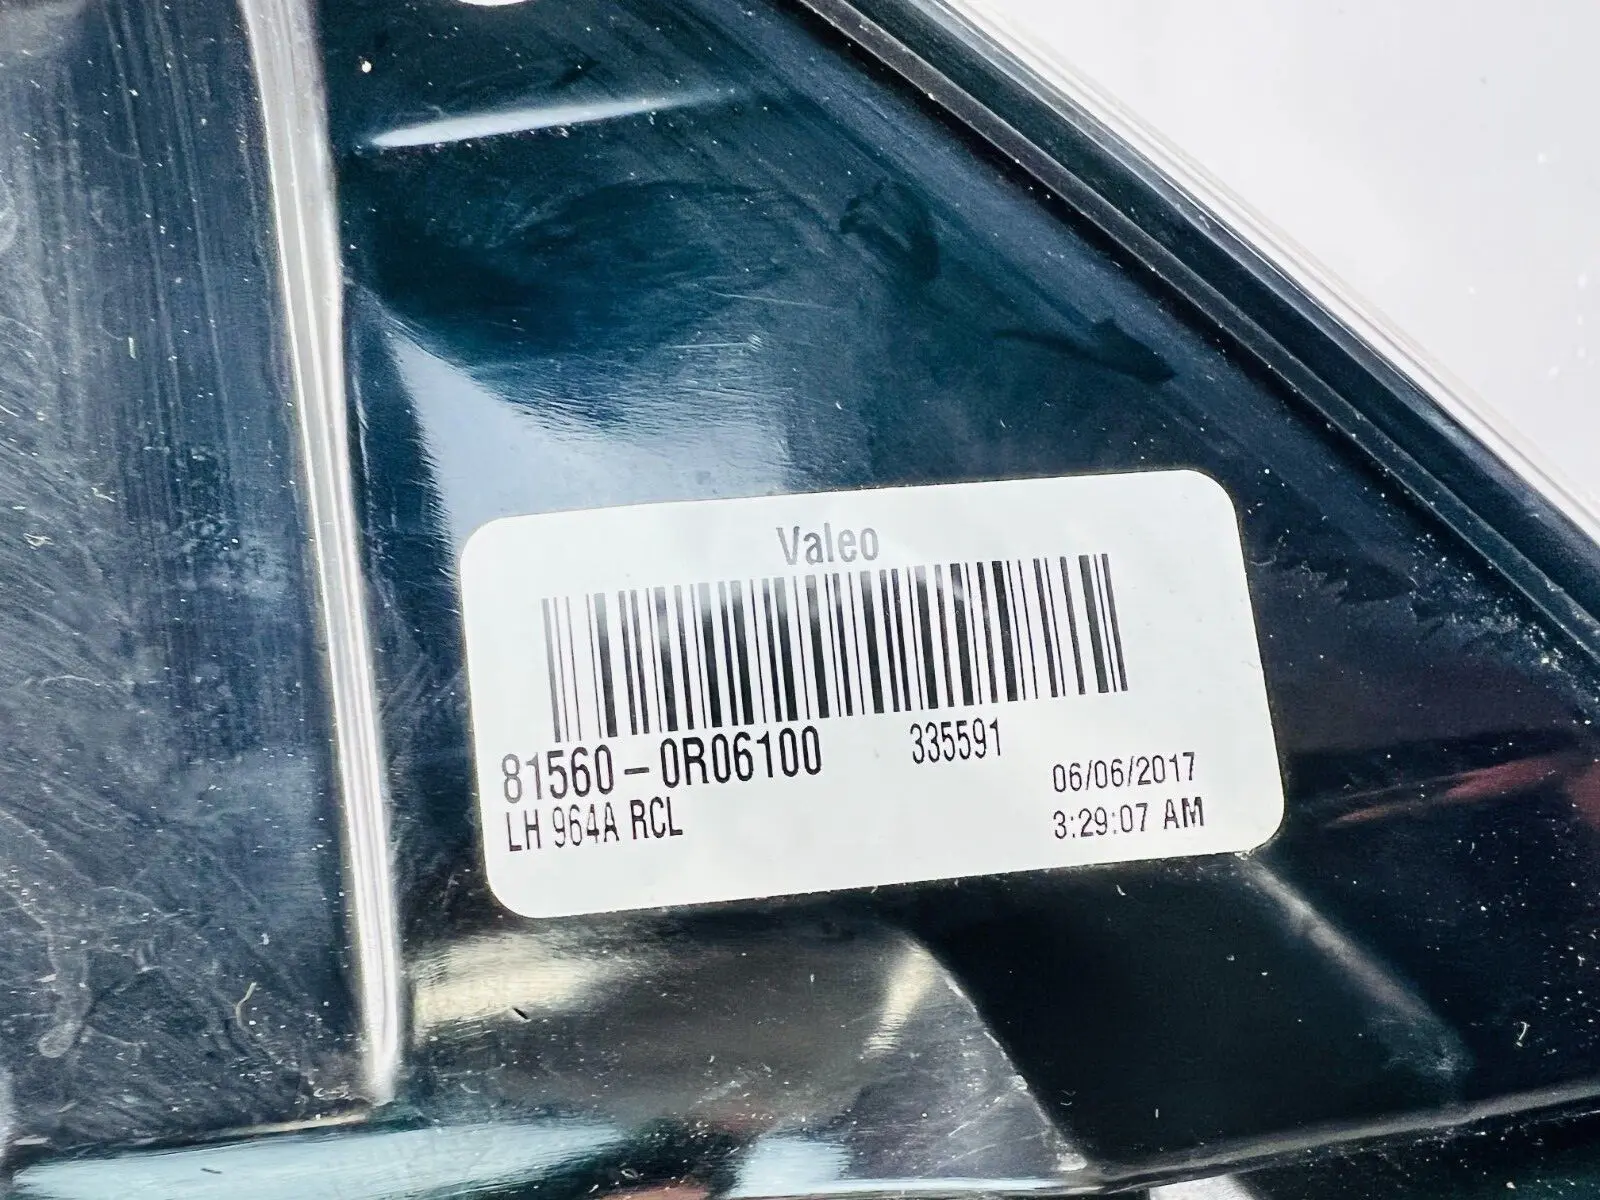 Valeo
81560-0R06100 335591
LH 964A RCL 06/06/2017
3:29:07 AM